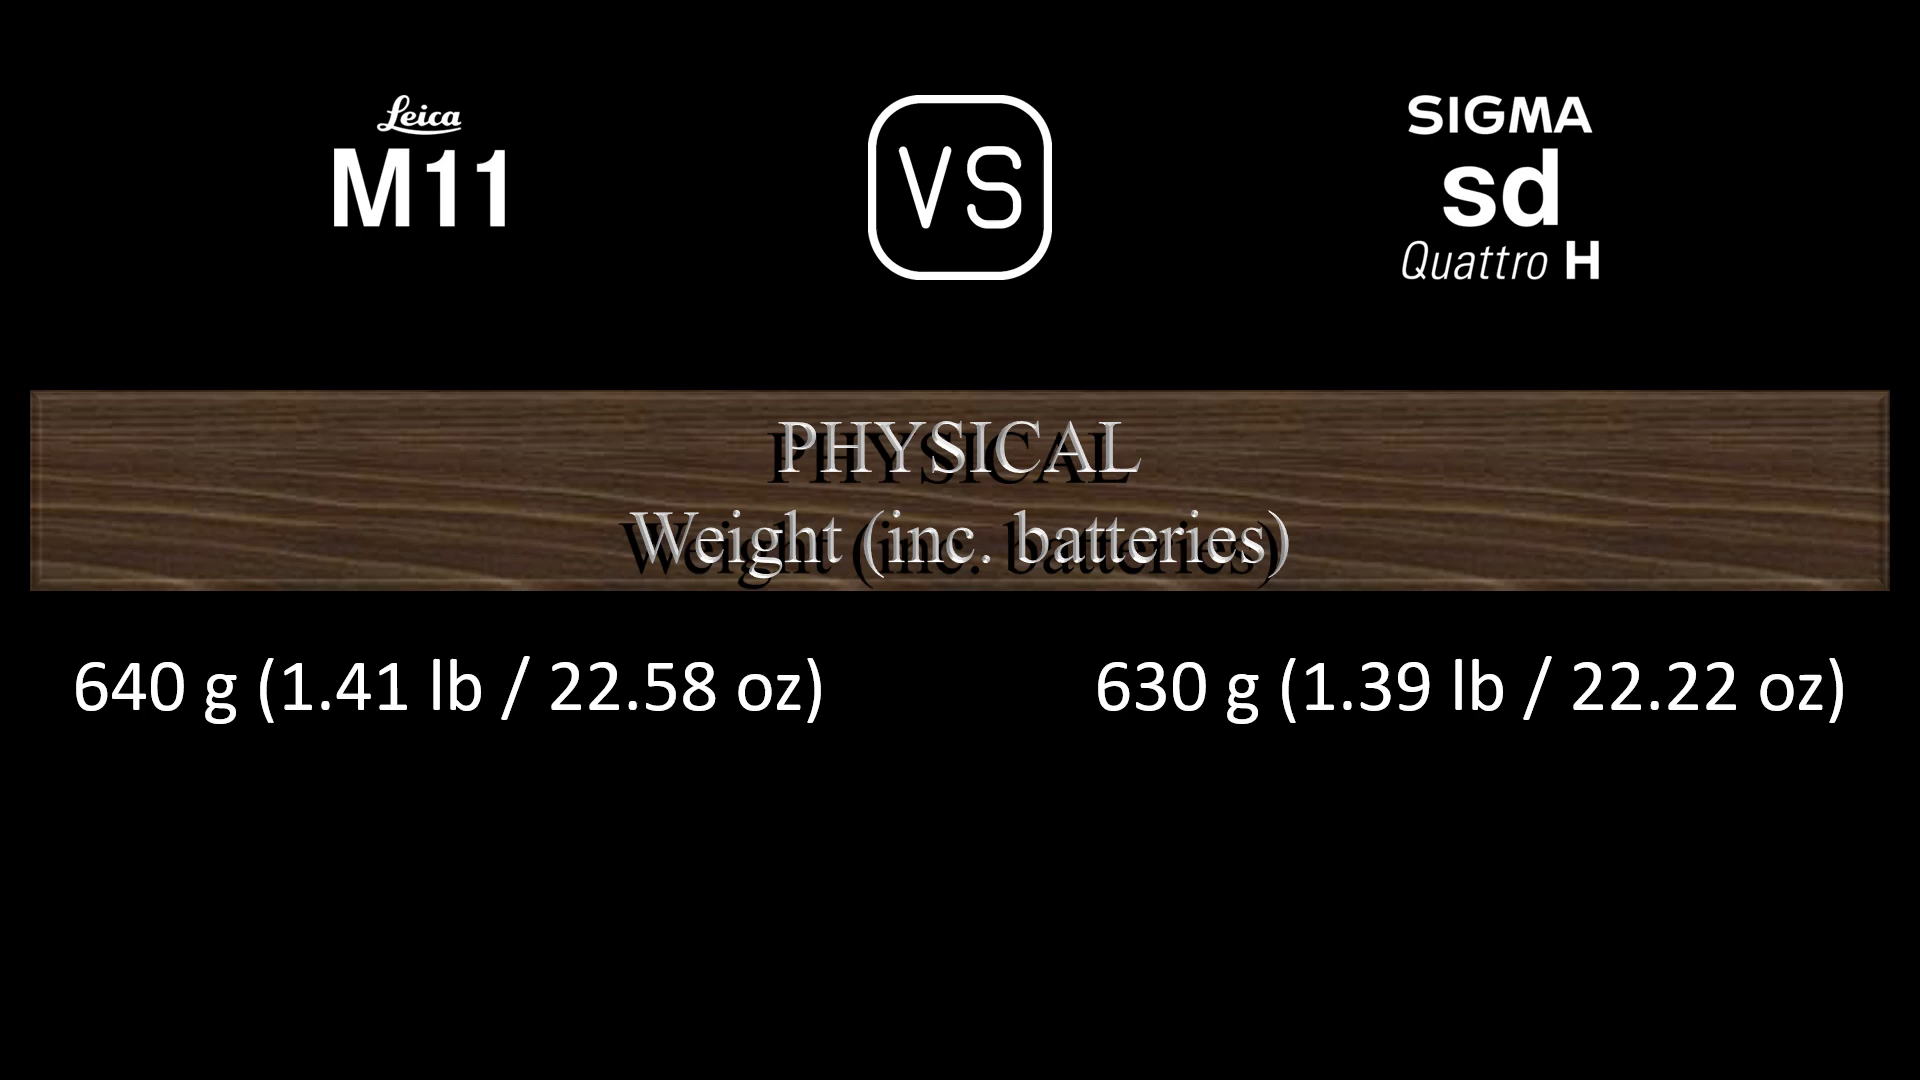 Leica
M11
VS
SIGMA
sd
Quattro H
PHYSICAL
Weight (inc. batteries)
640 g (1.41 lb / 22.58 oz)
630 g (1.39 lb / 22.22 oz)